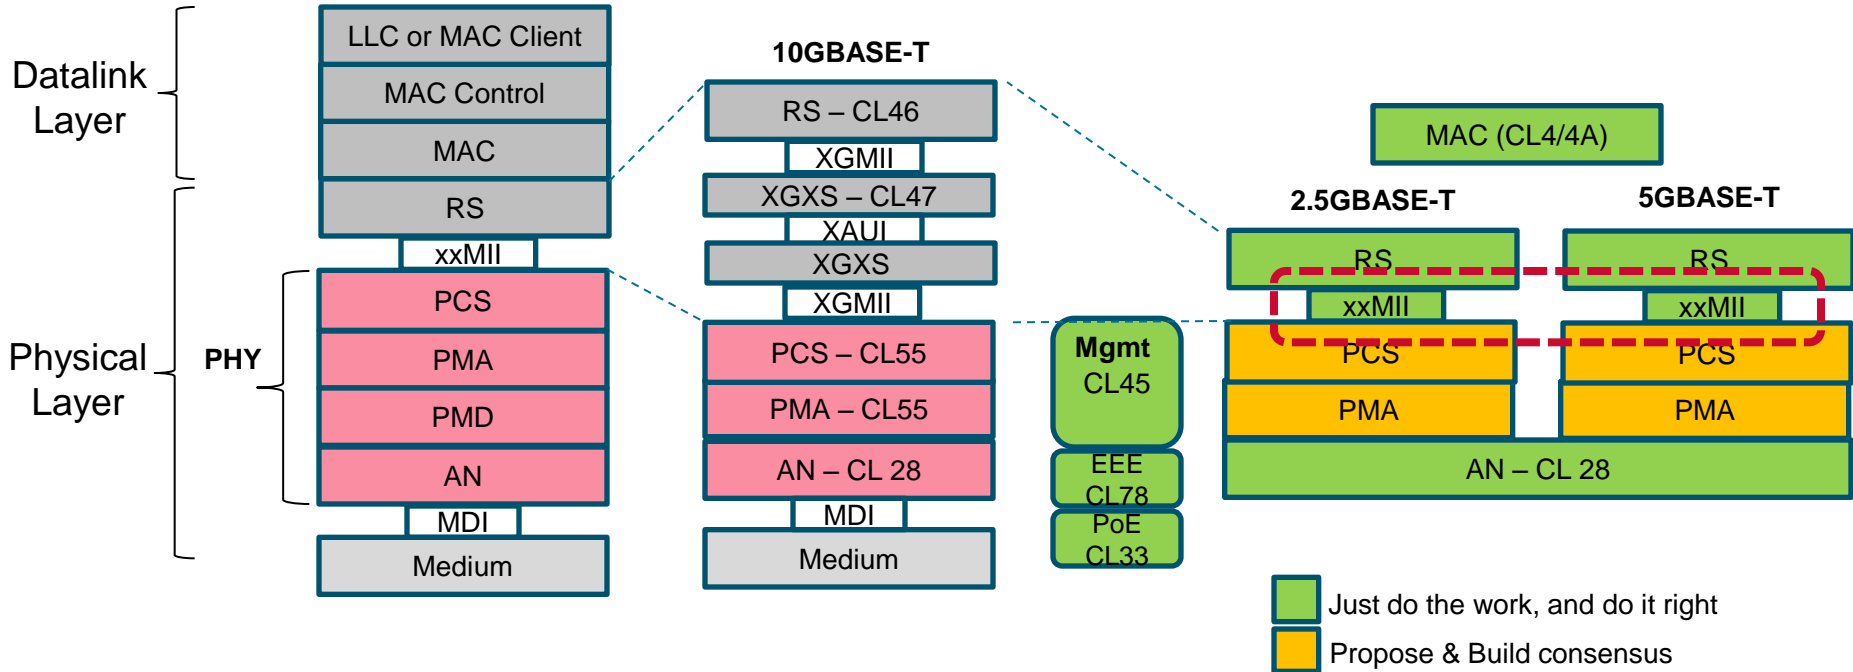 Datalink
Layer
Physical
Layer
PHY
LLC or MAC Client
MAC Control
MAC
RS
xxMII
PCS
PMA
PMD
AN
MDI
Medium
10GBASE-T
RS – CL46
XGMII
XGXS – CL47
XAUI
XGXS
XGMII
PCS – CL55
PMA – CL55
AN – CL 28
MDI
Medium
Mgmt
CL45
EEE
CL78
PoE
CL33
MAC (CL4/4A)
2.5GBASE-T
RS
xxMII
PCS
PMA
5GBASE-T
RS
xxMII
PCS
PMA
AN – CL 28
Just do the work, and do it right
Propose & Build consensus